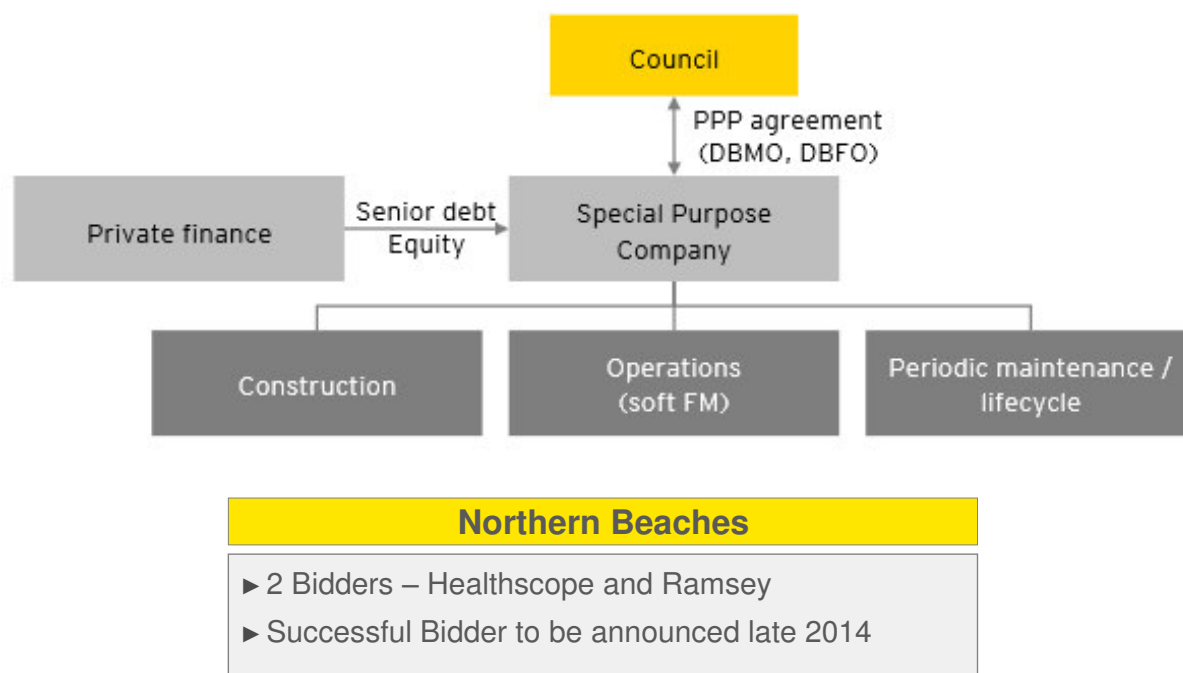 Council
PPP agreement
(DBMO, DBFO)
Private finance
Senior debt
Equity
Special Purpose
Company
Construction
Operations
(soft FM)
Periodic maintenance /
lifecycle
Northern Beaches
► 2 Bidders – Healthscope and Ramsey
► Successful Bidder to be announced late 2014